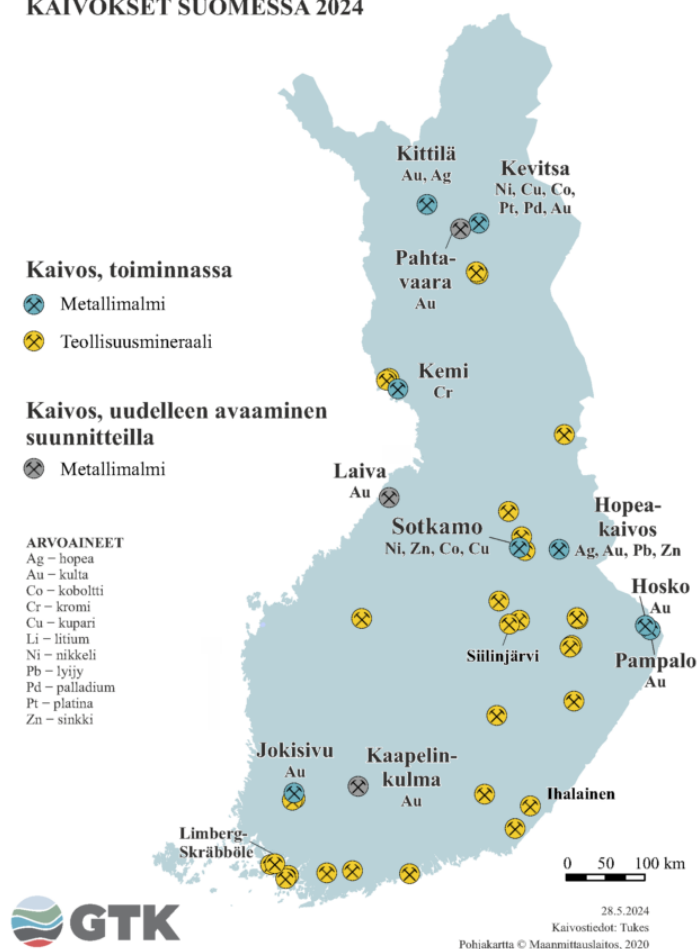 KAIVOKSET SUOMESSA 2024
Kittilä
Au, Ag
Kevitsa
Ni, Cu, Co,
Pt, Pd, Au
Pahta-
vaara
Au
Kaivos, toiminnassa
Metallimalmi
Teollisuusmineraali
Kemi
Cr
Kaivos, uudelleen avaaminen
suunnitteilla
Metallimalmi
Laiva
Au
Sotkamo
Ni, Zn, Co, Cu
Hopea-
kaivos
Ag, Au, Pb, Zn
ARVOAINEET
Ag – hopea
Au – kulta
Co – koboltti
Cr – kromi
Cu – kupari
Li – litium
Ni – nikkeli
Pb – lyijy
Pd – palladium
Pt – platina
Zn – sinkki
Hosko
Au
Siilinjärvi
Pampalo
Au
Jokisivu
Au
Kaapelin-
kulma
Au
Ihalainen
Limberg-
Skräbböle
0 50 100 km
GTK
28.5.2024
Kaivostiedot: Tukes
Pohjakartta © Maanmittauslaitos, 2020